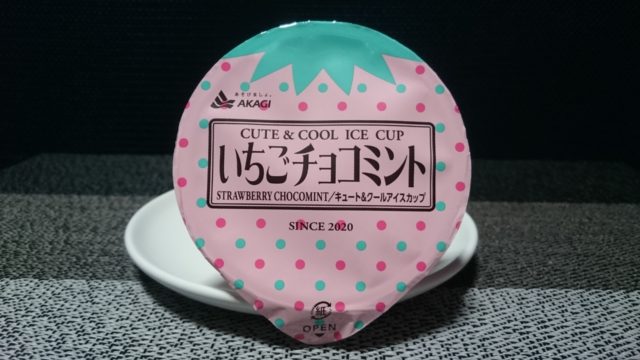 あそびましょ。
AKAGI
CUTE & COOL ICE CUP
いちごチョコミント
STRAWBERRY CHOCOMINT/キュート&クールアイスカップ
SINCE 2020
紙
OPEN